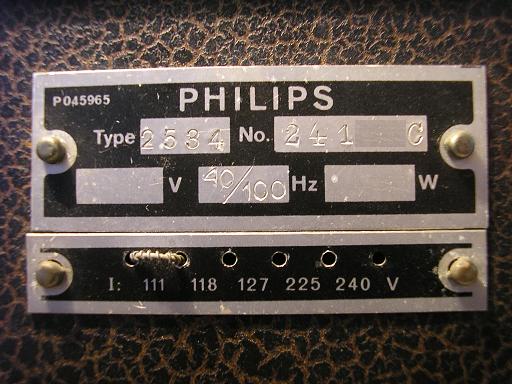 P045965 PHILIPS
Type 2534 No. 241 C
V 40/100 Hz W
I: 111 118 127 225 240 V